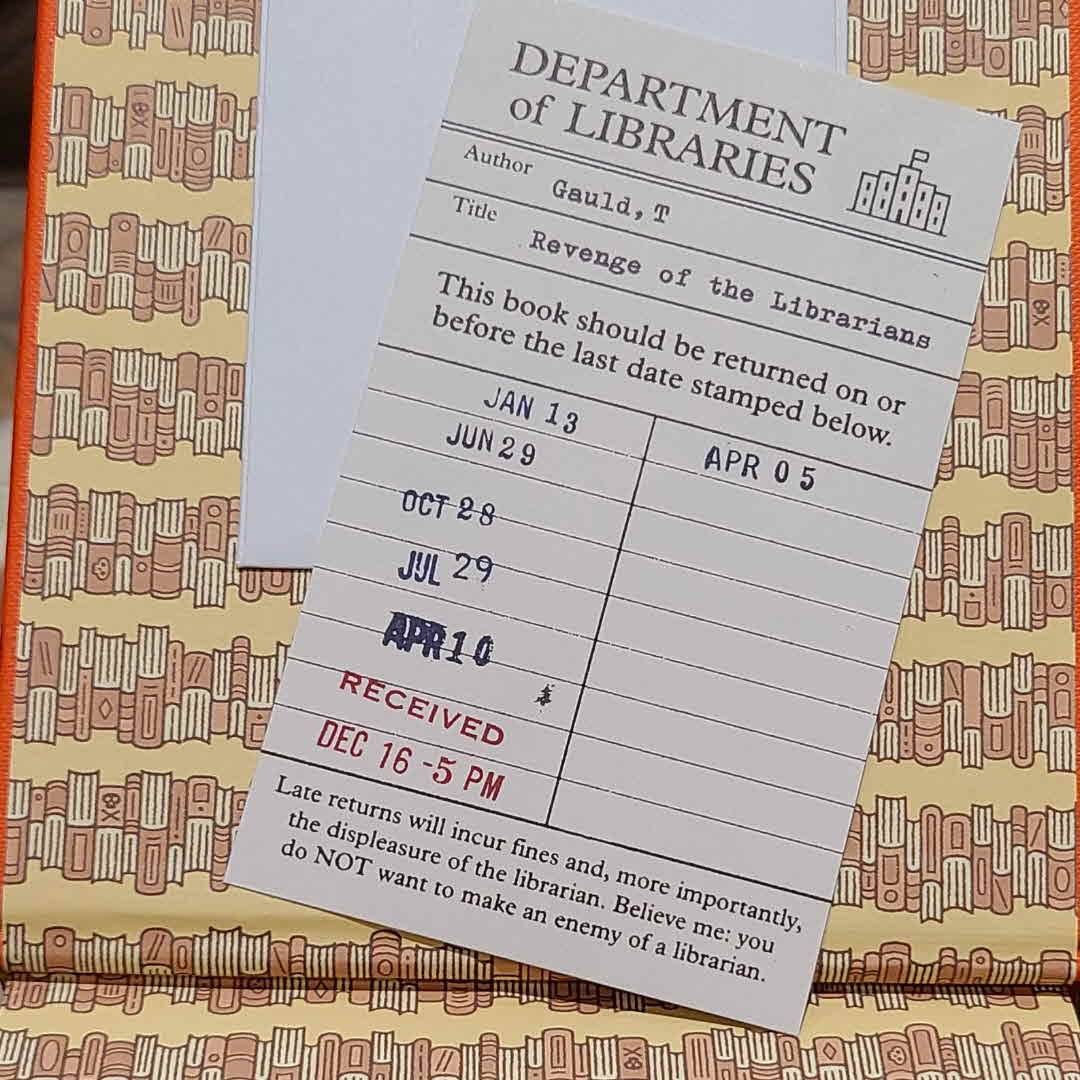 DEPARTMENT
of LIBRARIES
Author Gauld, T
Title Revenge of the Librarians
This book should be returned on or
before the last date stamped below.
JAN 13
JUN 29
OCT 28
JUL 29
APR 10
RECEIVED
DEC 16 -5 PM
APR 05
Late returns will incur fines and, more importantly,
the displeasure of the librarian. Believe me: you
do NOT want to make an enemy of a librarian.